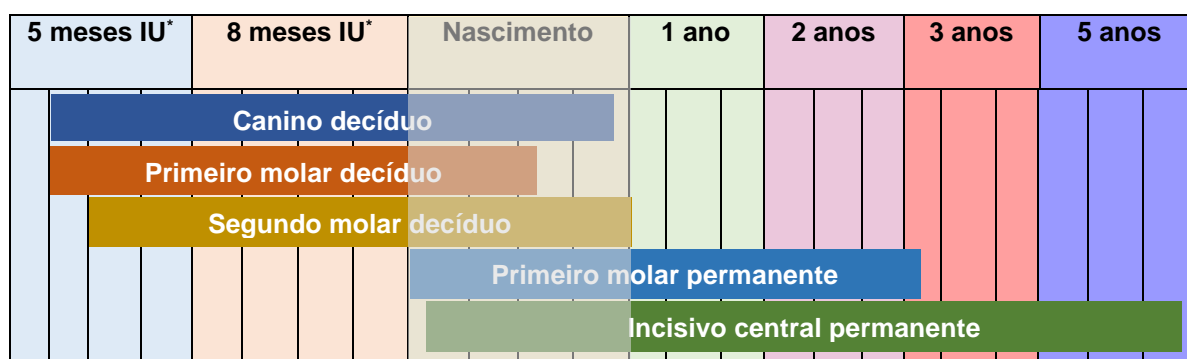 5 meses IU* 8 meses IU* Nascimento 1 ano 2 anos 3 anos 5 anos
Canino decíduo
Primeiro molar decíduo
Segundo molar decíduo
Primeiro molar permanente
Incisivo central permanente